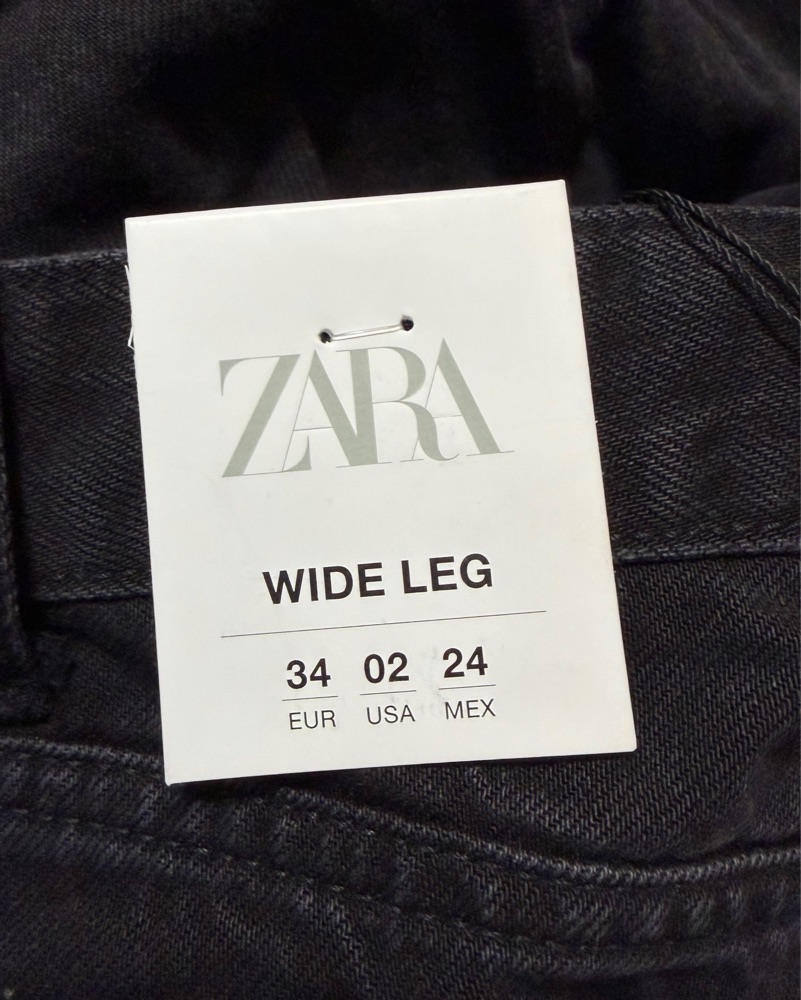 ZARA
WIDE LEG
34 02 24
EUR USA MEX